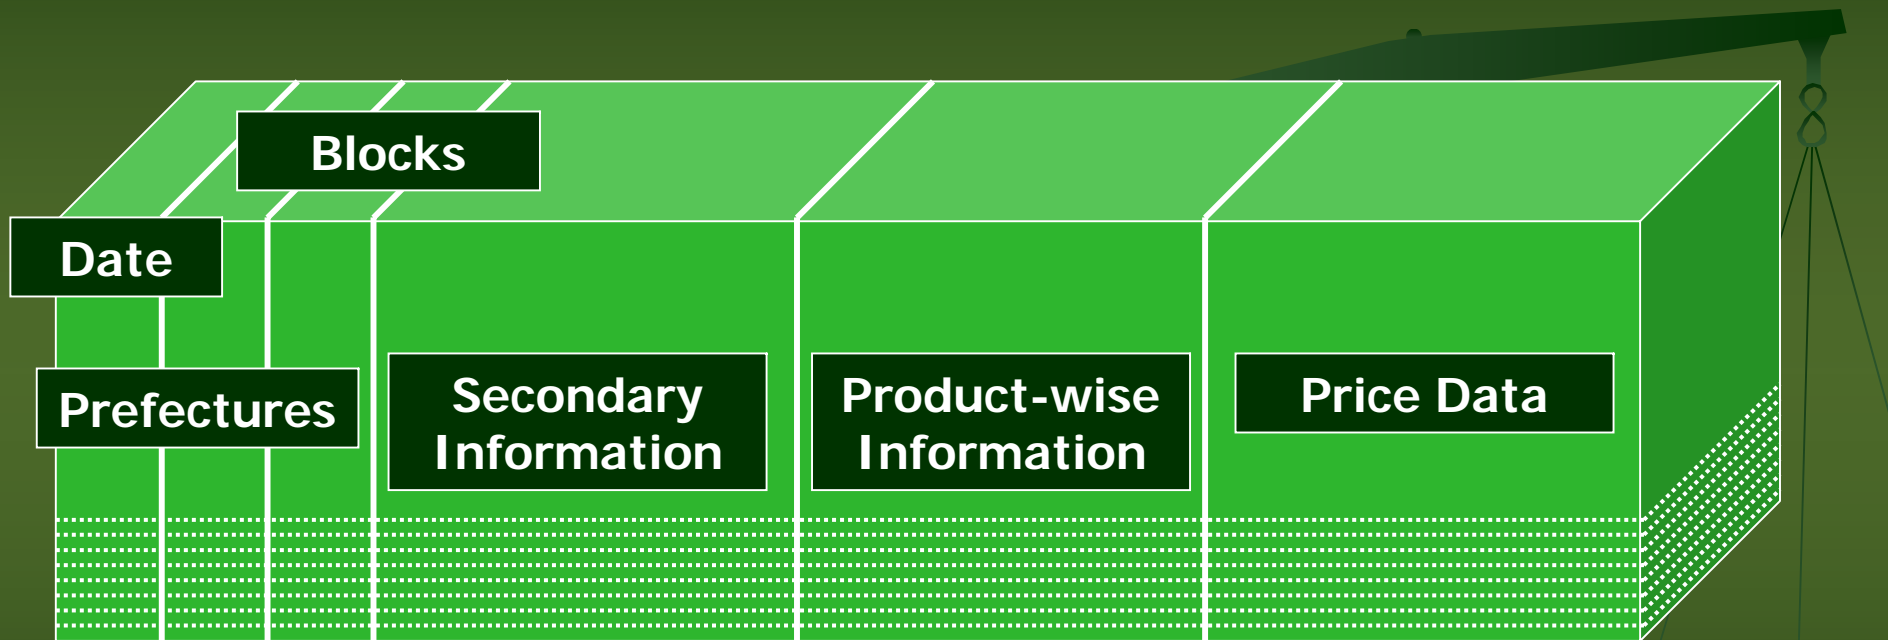 Blocks
Date
Prefectures
Secondary
Information
Product-wise
Information
Price Data